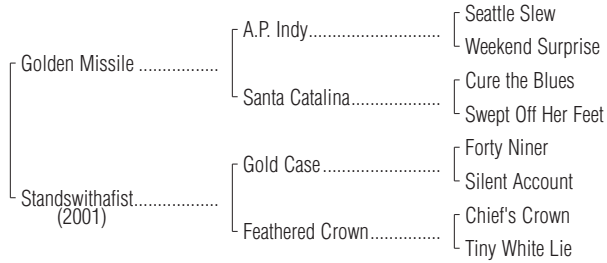 Seattle Slew
A.P. Indy..............................
Weekend Surprise
Golden Missile ..................
Cure the Blues
Santa Catalina....................
Swept Off Her Feet
Forty Niner
Gold Case...........................
Silent Account
Standswithafist...................
(2001)
Chief's Crown
Feathered Crown................
Tiny White Lie